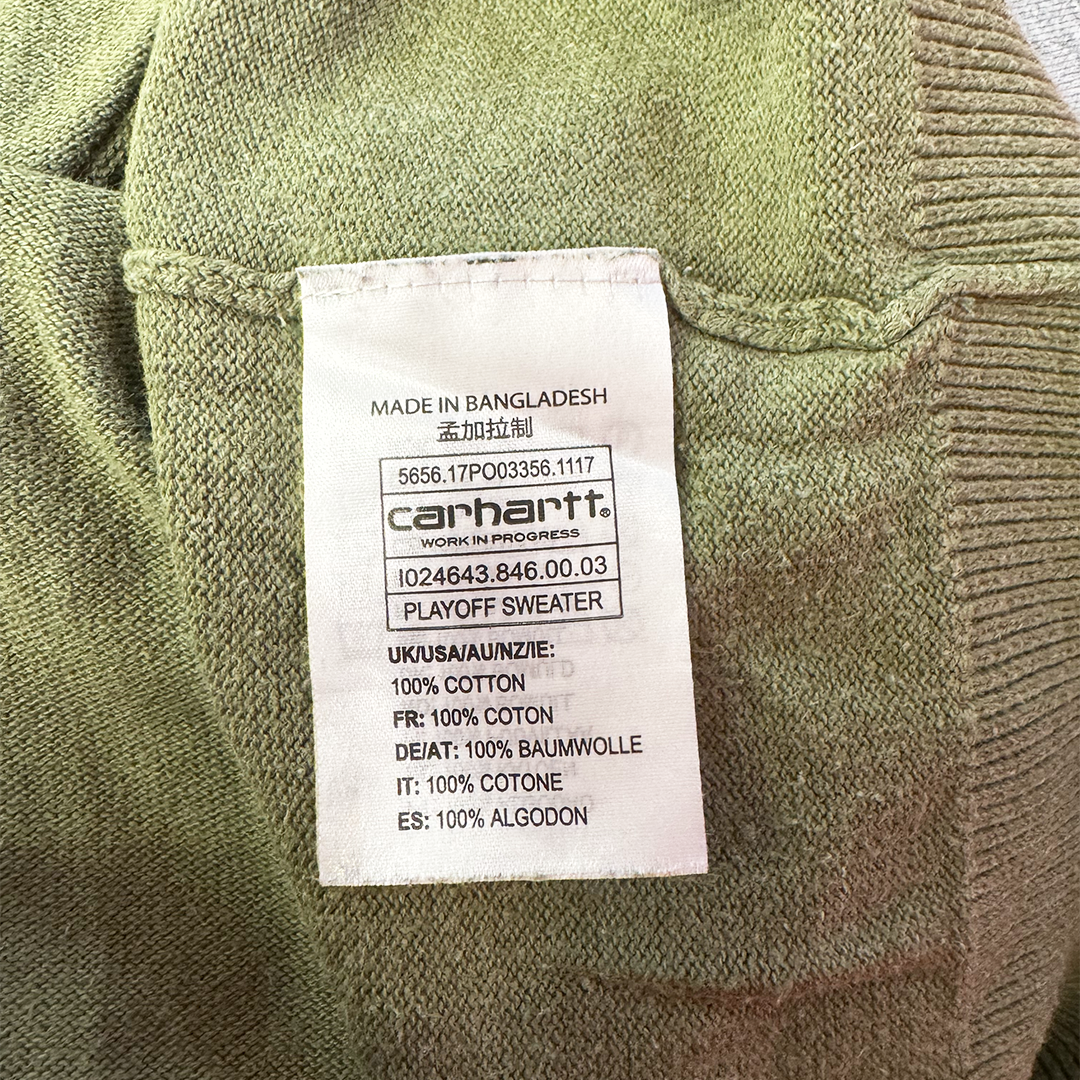 MADE IN BANGLADESH
孟加拉制
5656.17PO03356.1117
carhartt®
WORK IN PROGRESS
I024643.846.00.03
PLAYOFF SWEATER
UK/USA/AU/NZ/IE:
100% COTTON
FR: 100% COTON
DE/AT: 100% BAUMWOLLE
IT: 100% COTONE
ES: 100% ALGODON